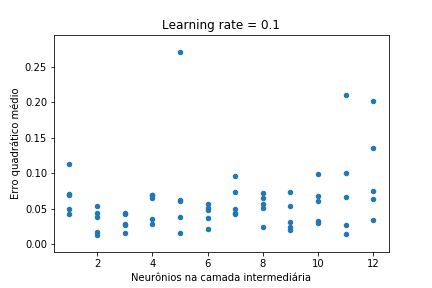 Learning rate = 0.1
Erro quadrático médio
0.25
0.20
0.15
0.10
0.05
0.00
2 4 6 8 10 12
Neurônios na camada intermediária